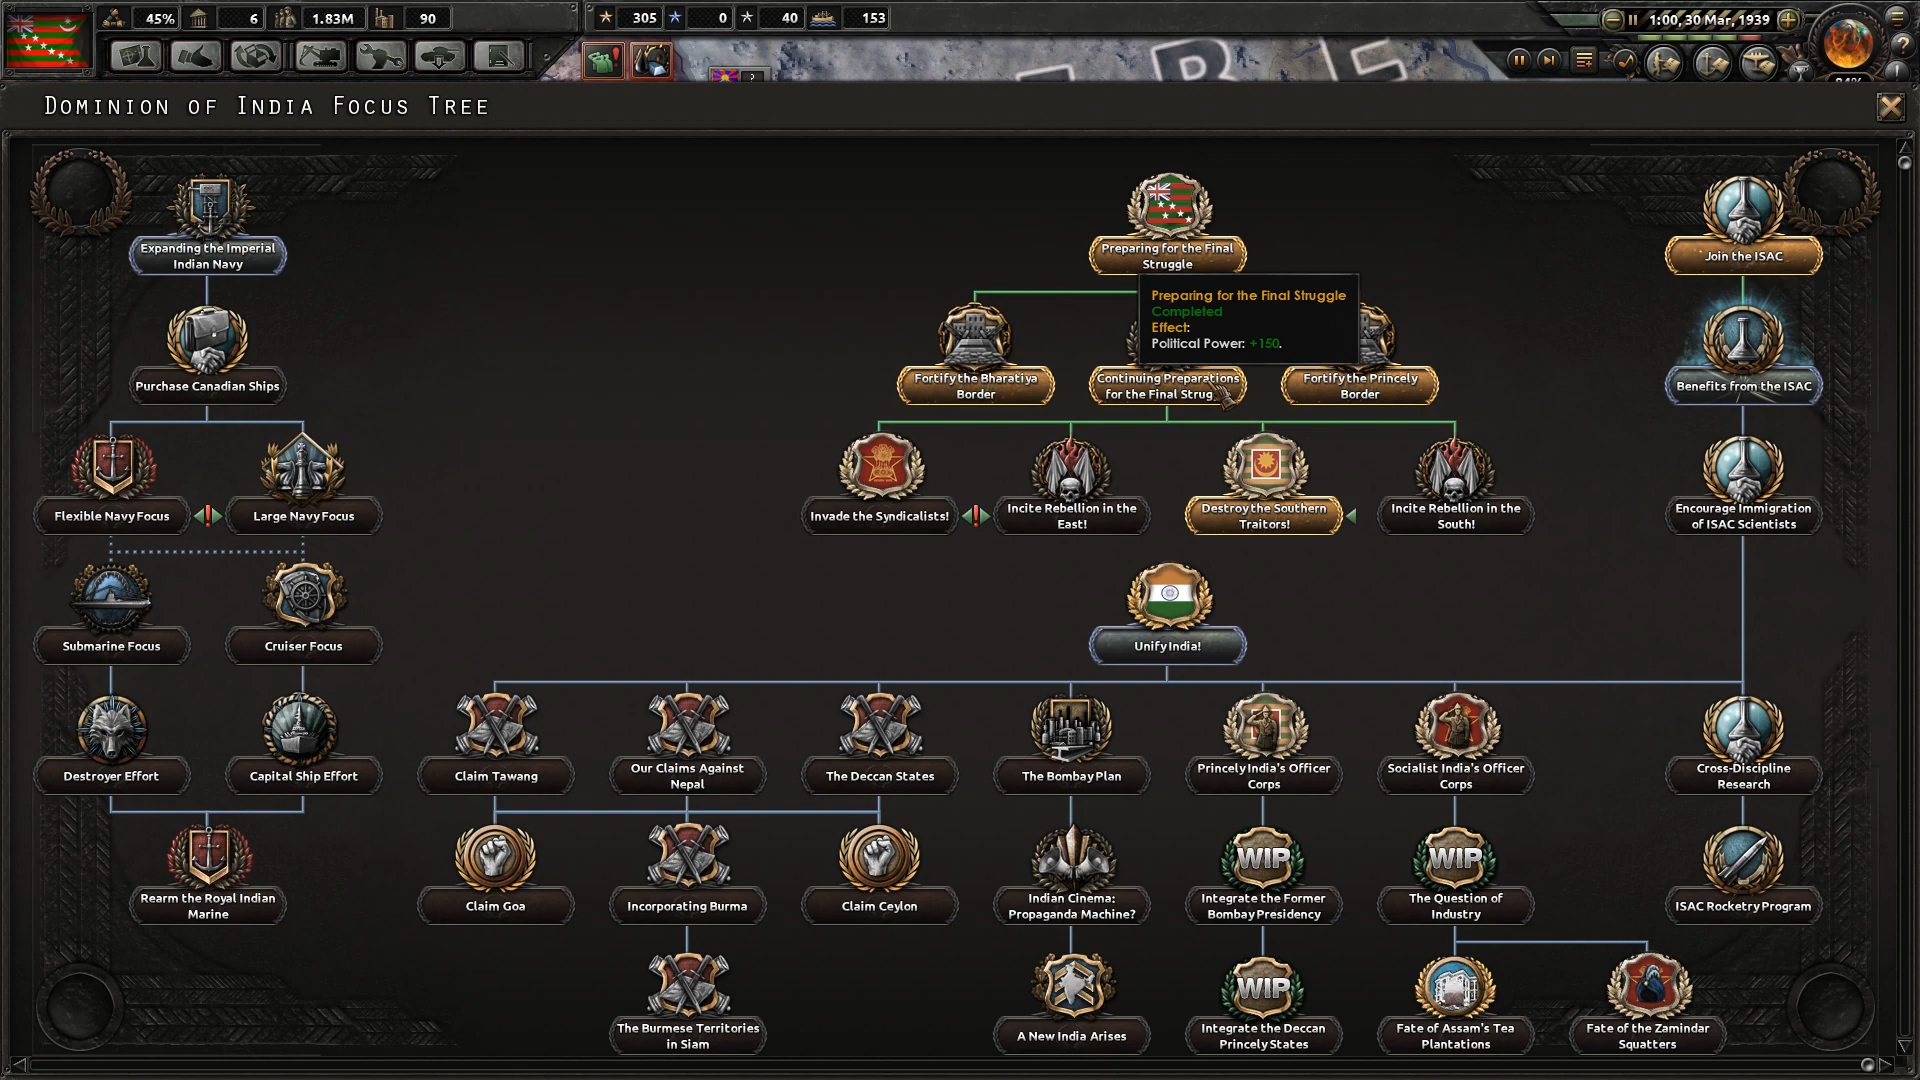 45%
6
1.83M
90
305
0
40
153
1:00, 30 Mar, 1939
?
R
E
Dominion of India Focus Tree
Expanding the Imperial
Indian Navy
Preparing for the Final
Struggle
Join the ISAC
Preparing for the Final Struggle
Completed
Effect:
Political Power: +150.
Purchase Canadian Ships
Fortify the Bharatiya
Border
Continuing Preparations
for the Final Strug
Fortify the Princely
Border
Benefits from the ISAC
Flexible Navy Focus
Large Navy Focus
Invade the Syndicalists!
Incite Rebellion in the
East!
Destroy the Southern
Traitors!
Incite Rebellion in the
South!
Encourage Immigration
of ISAC Scientists
Submarine Focus
Cruiser Focus
Unify India!
Destroyer Effort
Capital Ship Effort
Claim Tawang
Our Claims Against
Nepal
The Deccan States
The Bombay Plan
Princely India's Officer
Corps
Socialist India's Officer
Corps
Cross-Discipline
Research
WIP
WIP
Rearm the Royal Indian
Marine
Claim Goa
Incorporating Burma
Claim Ceylon
Indian Cinema:
Propaganda Machine?
Integrate the Former
Bombay Presidency
The Question of
Industry
ISAC Rocketry Program
WIP
The Burmese Territories
in Siam
A New India Arises
Integrate the Deccan
Princely States
Fate of Assam's Tea
Plantations
Fate of the Zamindar
Squatters